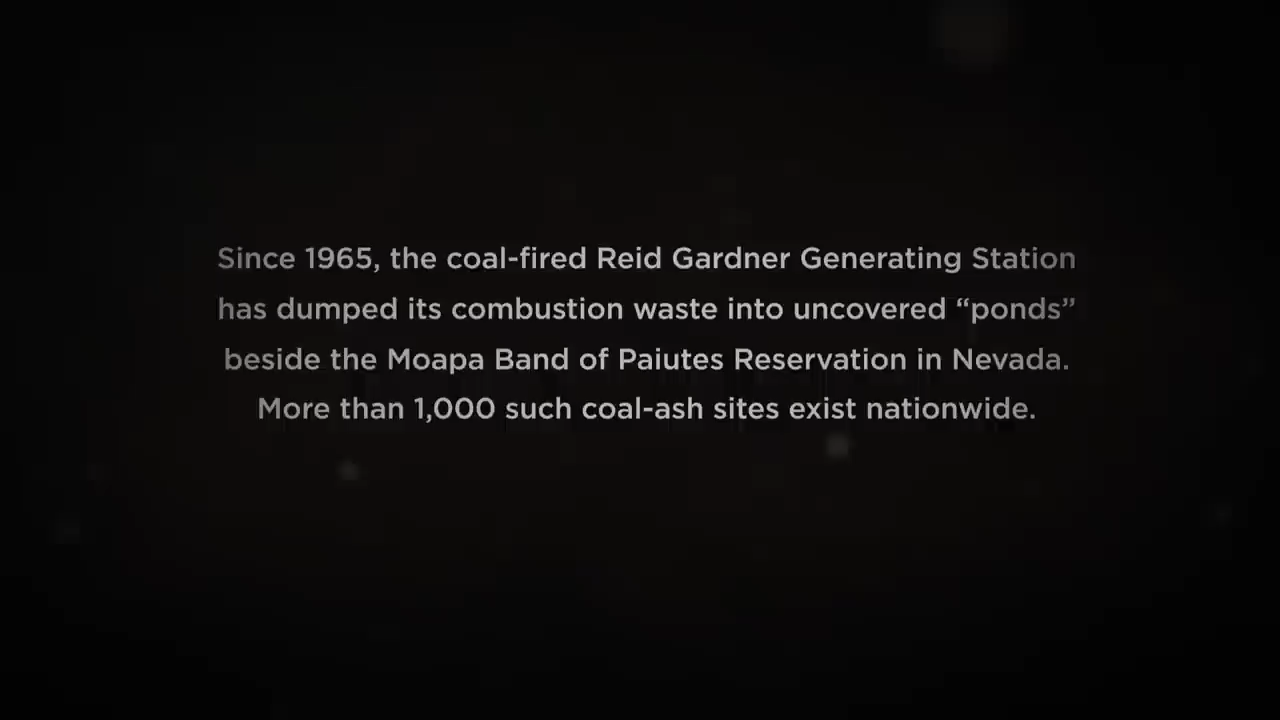 Since 1965, the coal-fired Reid Gardner Generating Station
has dumped its combustion waste into uncovered “ponds”
beside the Moapa Band of Paiutes Reservation in Nevada.
More than 1,000 such coal-ash sites exist nationwide.